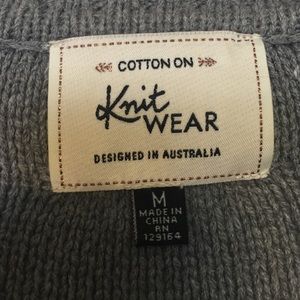 COTTON ON
Knit
WEAR
DESIGNED IN AUSTRALIA
M
MADE IN
CHINA
RN
129164